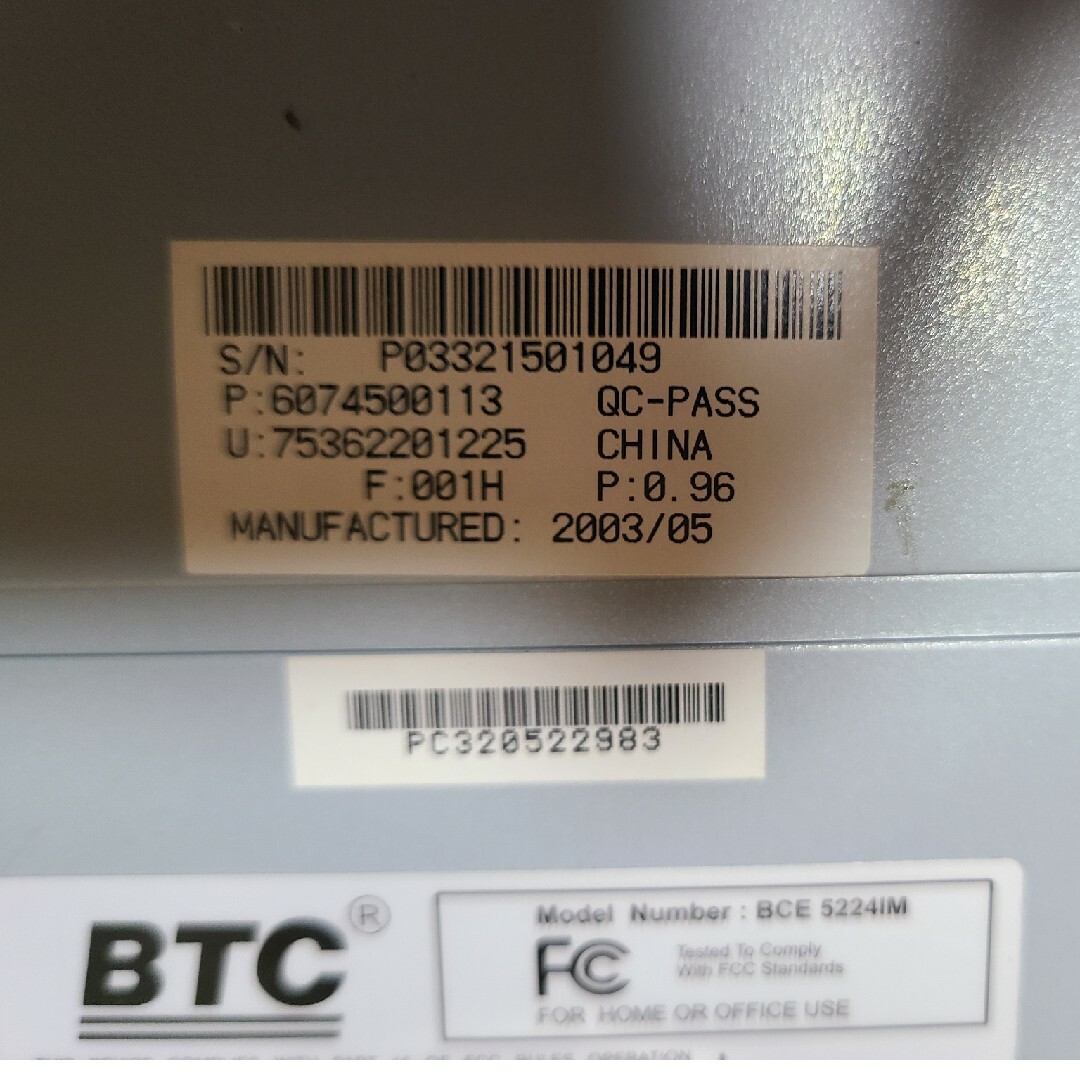 S/N: P03321501049
P:6074500113 QC-PASS
U:75362201225 CHINA
F:001H P:0.96
MANUFACTURED: 2003/05
PC320522983
BTC®
Model Number : BCE 5224IM
FC
Tested To Comply
With FCC Standards
FOR HOME OR OFFICE USE